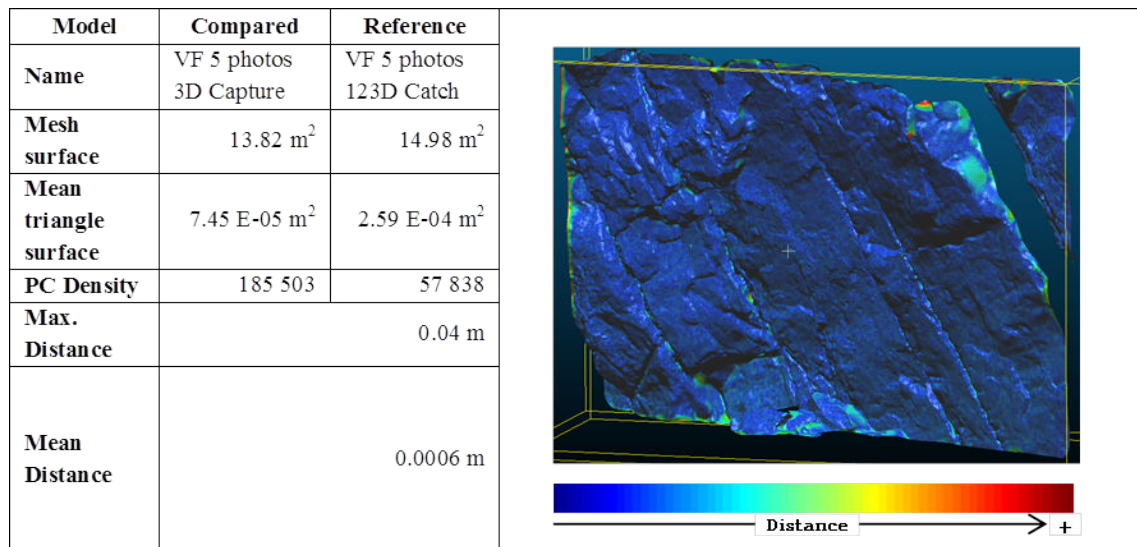 Model Compared Reference
Name VF 5 photos 3D Capture VF 5 photos 123D Catch
Mesh surface 13.82 m² 14.98 m²
Mean triangle surface 7.45 E-05 m² 2.59 E-04 m²
PC Density 185 503 57 838
Max. Distance 0.04 m
Mean Distance 0.0006 m
Distance +